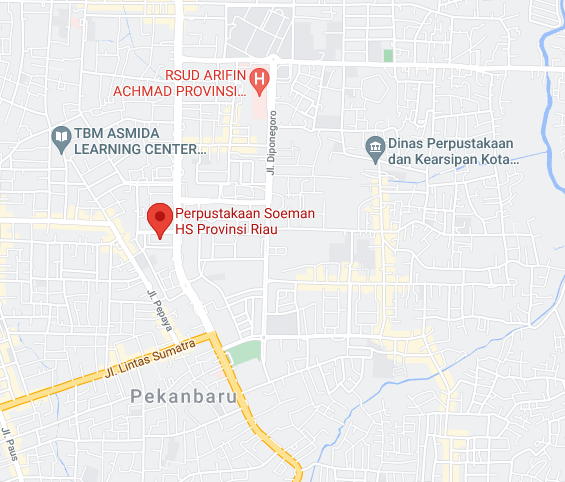 RSUD ARIFIN
ACHMAD PROVINSI...
H
Jl. Diponegoro
TBM ASMIDA
LEARNING CENTER...
Dinas Perpustakaan
dan Kearsipan Kota...
Perpustakaan Soeman
HS Provinsi Riau
Jl. Pepaya
Jl. Lintas Sumatra
Pekanbaru
Jl. Paus